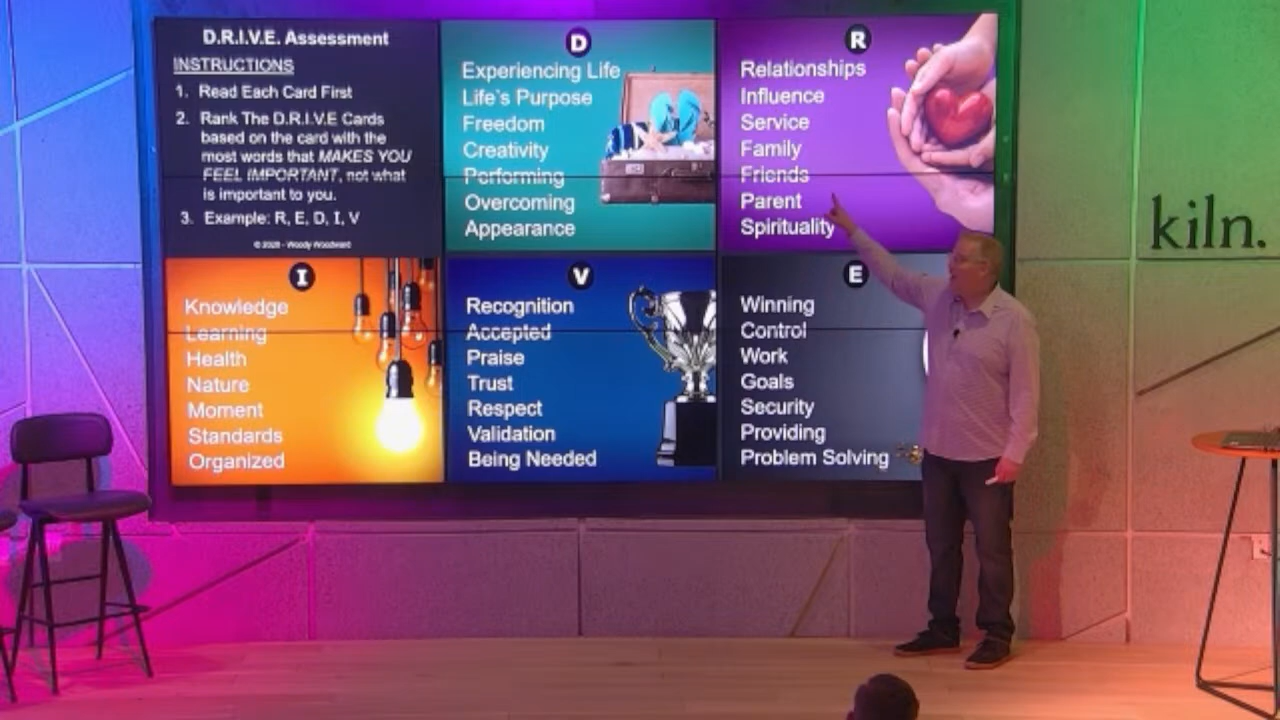 D.R.I.V.E. Assessment
INSTRUCTIONS
1. Read Each Card First
2. Rank The D.R.I.V.E Cards
based on the card with the
most words that MAKES YOU
FEEL IMPORTANT, not what
is important to you.
3. Example: R, E, D, I, V
© 2020 - Woody Woodward
D
Experiencing Life
Life's Purpose
Freedom
Creativity
Performing
Overcoming
Appearance
R
Relationships
Influence
Service
Family
Friends
Parent
Spirituality
I
Knowledge
Learning
Health
Nature
Moment
Standards
Organized
V
Recognition
Accepted
Praise
Trust
Respect
Validation
Being Needed
E
Winning
Control
Work
Goals
Security
Providing
Problem Solving
kiln.